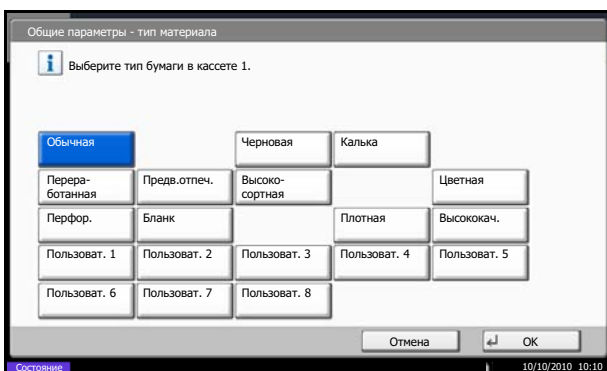 Общие параметры - тип материала
Выберите тип бумаги в кассете 1.
Обычная
Черновая
Калька
Перера-
ботанная
Предв.отпеч.
Высоко-
сортная
Цветная
Перфор.
Бланк
Плотная
Высококач.
Пользоват. 1
Пользоват. 2
Пользоват. 3
Пользоват. 4
Пользоват. 5
Пользоват. 6
Пользоват. 7
Пользоват. 8
Отмена
OK
Состояние
10/10/2010 10:10